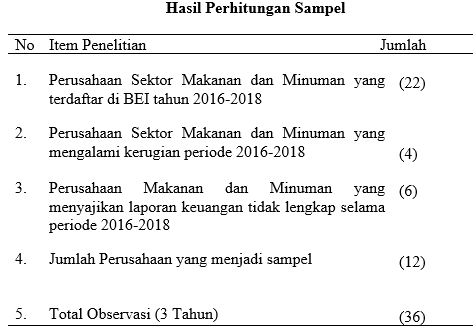 Hasil Perhitungan Sampel
No Item Penelitian Jumlah
1. Perusahaan Sektor Makanan dan Minuman yang (22)
terdaftar di BEI tahun 2016-2018
2. Perusahaan Sektor Makanan dan Minuman yang
mengalami kerugian periode 2016-2018 (4)
3. Perusahaan Makanan dan Minuman yang (6)
menyajikan laporan keuangan tidak lengkap selama
periode 2016-2018
4. Jumlah Perusahaan yang menjadi sampel (12)
5. Total Observasi (3 Tahun) (36)